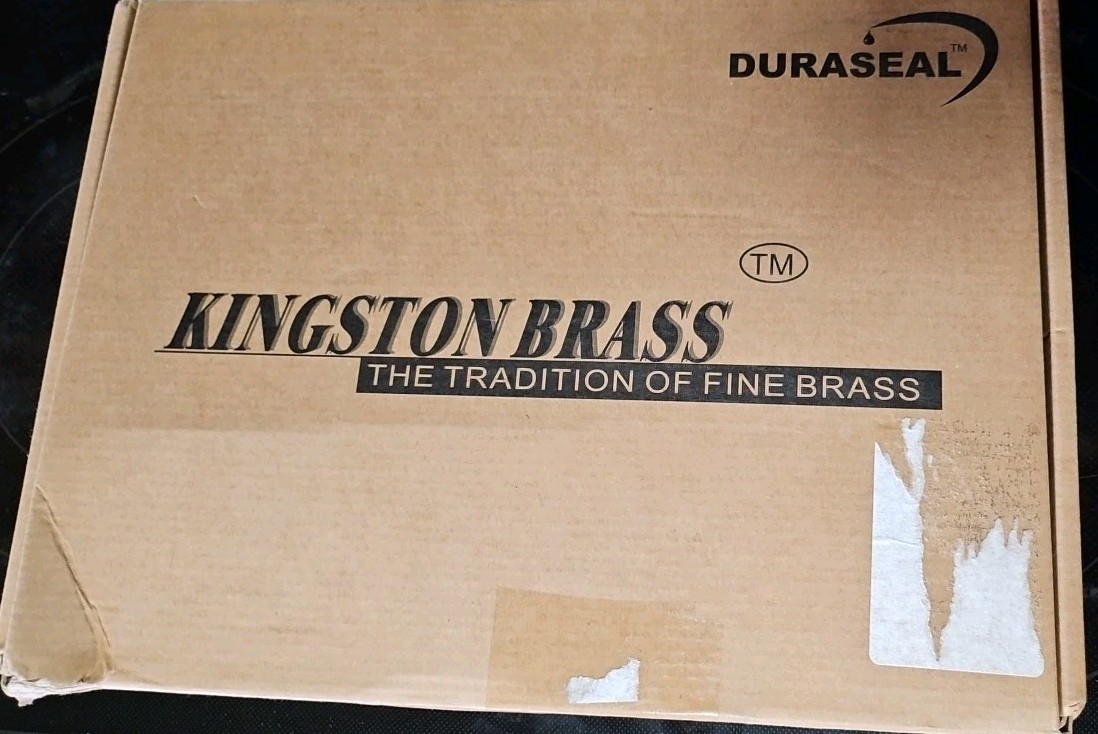 DURASEAL™
TM
KINGSTON BRASS
THE TRADITION OF FINE BRASS